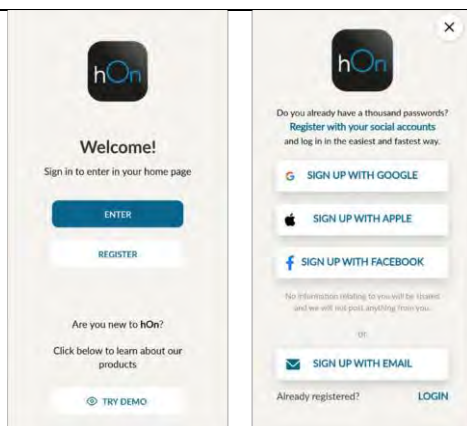 hOn
Welcome!
Sign in to enter in your home page
ENTER
REGISTER
Are you new to hOn?
Click below to learn about our
products
TRY DEMO
hOn
Do you already have a thousand passwords?
Register with your social accounts
and log in in the easiest and fastest way.
SIGN UP WITH GOOGLE
SIGN UP WITH APPLE
SIGN UP WITH FACEBOOK
No information relating to you will be shared
and we will not post anything from you.
or
SIGN UP WITH EMAIL
Already registered? LOGIN